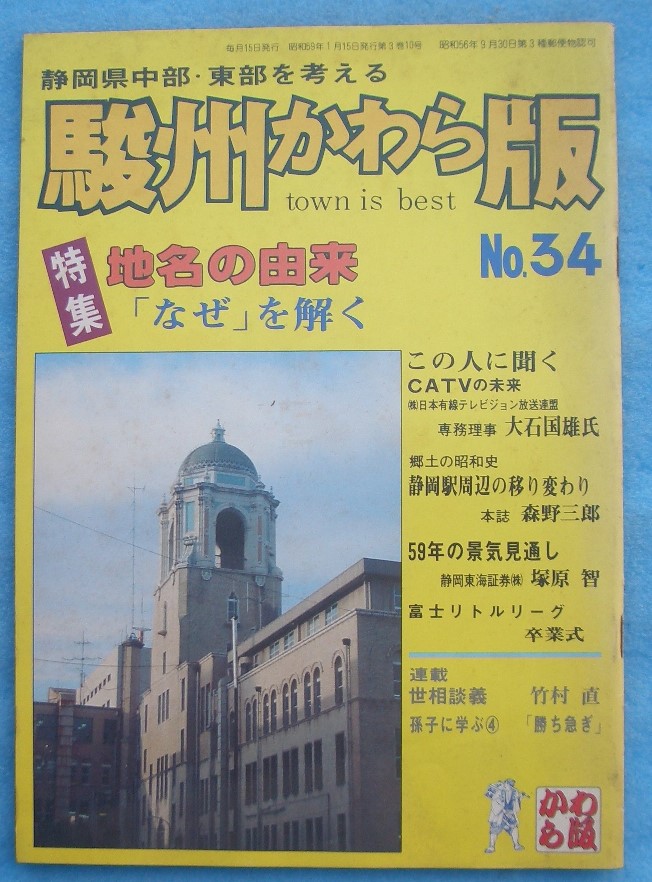 毎月15日発行 昭和59年1月15日発行第3巻10号 昭和56年9月30日第3種郵便物認可
静岡県中部・東部を考える
駿州かわら版
town is best
特集
地名の由来
「なぜ」を解く
No.34
この人に聞く
CATVの未来
㈱日本有線テレビジョン放送連盟
専務理事 大石国雄氏
郷土の昭和史
静岡駅周辺の移り変わり
本誌 森野三郎
59年の景気見通し
静岡東海証券㈱ 塚原 智
富士リトルリーグ
卒業式
連載
世相談義 竹村 直
孫子に学ぶ④ 「勝ち急ぎ」
かわら版